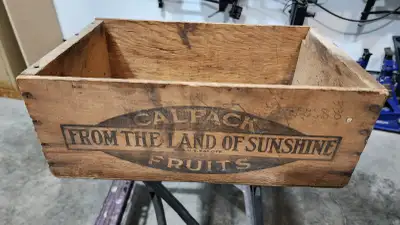 CALPACK
FROM THE LAND OF SUNSHINE
FRUITS